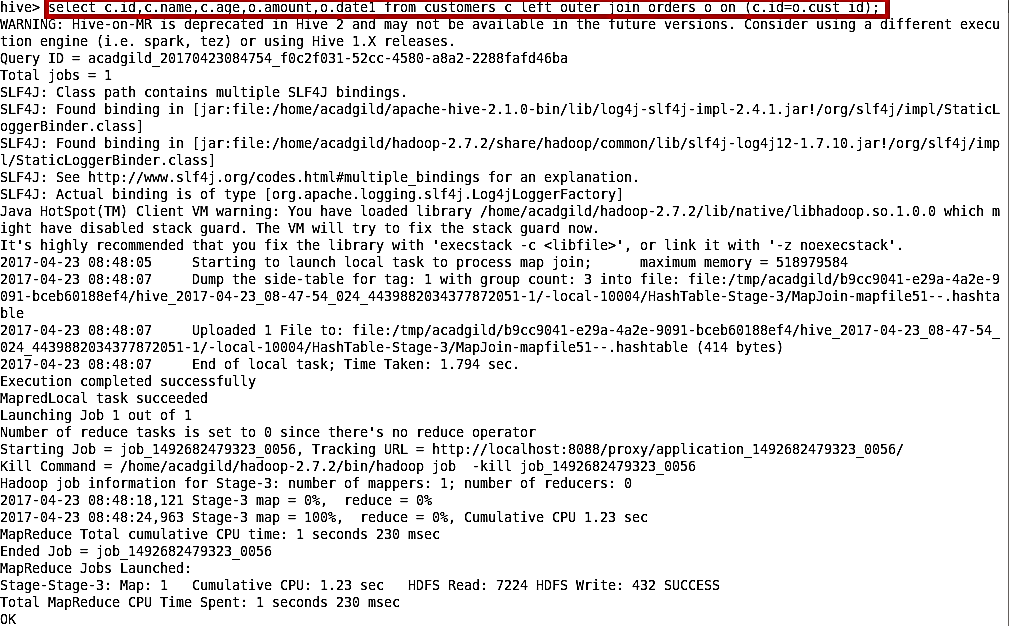 hive> select c.id,c.name,c.age,o.amount,o.date1 from customers c left outer join orders o on (c.id=o.cust_id);
WARNING: Hive-on-MR is deprecated in Hive 2 and may not be available in the future versions. Consider using a different execu
tion engine (i.e. spark, tez) or using Hive 1.X releases.
Query ID = acadgild_20170423084754_f0c2f031-52cc-4580-a8a2-2288fafd46ba
Total jobs = 1
SLF4J: Class path contains multiple SLF4J bindings.
SLF4J: Found binding in [jar:file:/home/acadgild/apache-hive-2.1.0-bin/lib/log4j-slf4j-impl-2.4.1.jar!/org/slf4j/impl/StaticL
oggerBinder.class]
SLF4J: Found binding in [jar:file:/home/acadgild/hadoop-2.7.2/share/hadoop/common/lib/slf4j-log4j12-1.7.10.jar!/org/slf4j/imp
l/StaticLoggerBinder.class]
SLF4J: See http://www.slf4j.org/codes.html#multiple_bindings for an explanation.
SLF4J: Actual binding is of type [org.apache.logging.slf4j.Log4jLoggerFactory]
Java HotSpot(TM) Client VM warning: You have loaded library /home/acadgild/hadoop-2.7.2/lib/native/libhadoop.so.1.0.0 which m
ight have disabled stack guard. The VM will try to fix the stack guard now.
It's highly recommended that you fix the library with 'execstack -c <libfile>', or link it with '-z noexecstack'.
2017-04-23 08:48:05     Starting to launch local task to process map join;      maximum memory = 518979584
2017-04-23 08:48:07     Dump the side-table for tag: 1 with group count: 3 into file: file:/tmp/acadgild/b9cc9041-e29a-4a2e-9
091-bceb60188ef4/hive_2017-04-23_08-47-54_024_4439882034377872051-1/-local-10004/HashTable-Stage-3/MapJoin-mapfile51--.hashta
ble
2017-04-23 08:48:07     Uploaded 1 File to: file:/tmp/acadgild/b9cc9041-e29a-4a2e-9091-bceb60188ef4/hive_2017-04-23_08-47-54_
024_4439882034377872051-1/-local-10004/HashTable-Stage-3/MapJoin-mapfile51--.hashtable (414 bytes)
2017-04-23 08:48:07     End of local task; Time Taken: 1.794 sec.
Execution completed successfully
MapredLocal task succeeded
Launching Job 1 out of 1
Number of reduce tasks is set to 0 since there's no reduce operator
Starting Job = job_1492682479323_0056, Tracking URL = http://localhost:8088/proxy/application_1492682479323_0056/
Kill Command = /home/acadgild/hadoop-2.7.2/bin/hadoop job  -kill job_1492682479323_0056
Hadoop job information for Stage-3: number of mappers: 1; number of reducers: 0
2017-04-23 08:48:18,121 Stage-3 map = 0%,  reduce = 0%
2017-04-23 08:48:24,963 Stage-3 map = 100%,  reduce = 0%, Cumulative CPU 1.23 sec
MapReduce Total cumulative CPU time: 1 seconds 230 msec
Ended Job = job_1492682479323_0056
MapReduce Jobs Launched:
Stage-Stage-3: Map: 1   Cumulative CPU: 1.23 sec   HDFS Read: 7224 HDFS Write: 432 SUCCESS
Total MapReduce CPU Time Spent: 1 seconds 230 msec
OK